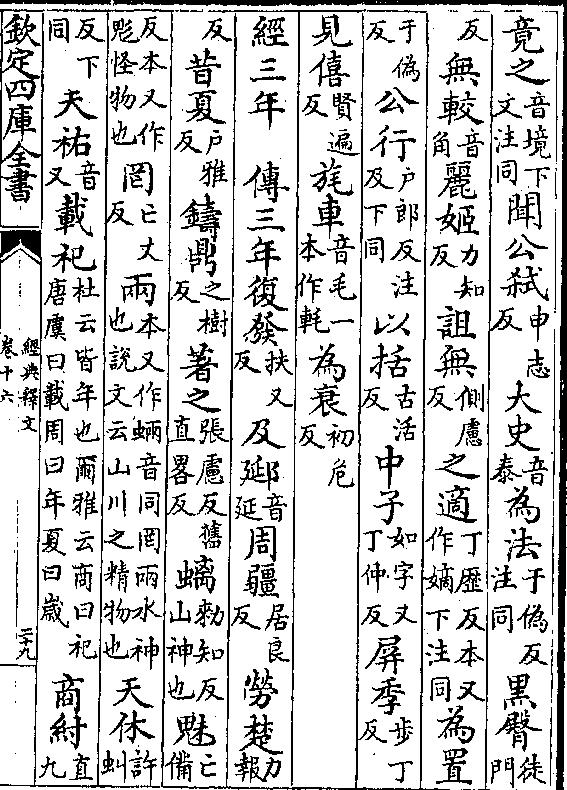 竟之音境下文注同聞公弒申志反大史音泰為法于偽反注同黑臀徒門
反無較音角麗姬力知反詛無側慮反之適丁歷反本又作嫡下注同為置
于偽反公行户郎反注及下同以括古活反中子如字又丁仲反屏季步丁反
見僖賢遍反旄車音毛一本作軞為衰初危反
經三年 傳三年復發扶又反及郔音延周疆居良反勞楚力報
反昔夏户雅反鑄鼎之樹反著之張慮反舊直畧反螭勑知反山神也魅亡備
反本又作鬽怪物也罔亡丈反兩本又作蜽音同罔兩水神也說文云山川之精物也天休許虬
反下同天祐音又載祀杜云皆年也爾雅云商曰祀唐虞曰載周曰年夏曰歲商紂直九
欽定四庫全書
經典釋文
卷十六
二十九